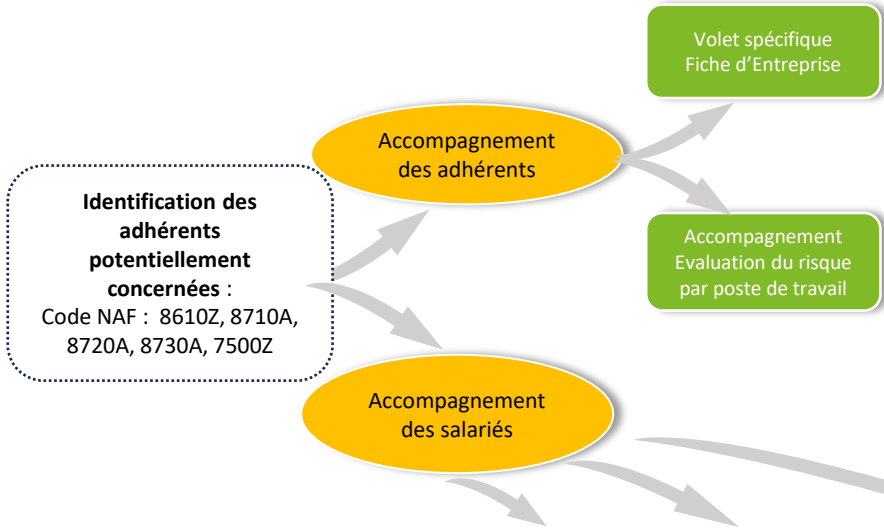 Identification des
adhérents
potentiellement
concernées :
Code NAF : 8610Z, 8710A,
8720A, 8730A, 7500Z
Accompagnement
des adhérents
Volet spécifique
Fiche d’Entreprise
Accompagnement
Evaluation du risque
par poste de travail
Accompagnement
des salariés